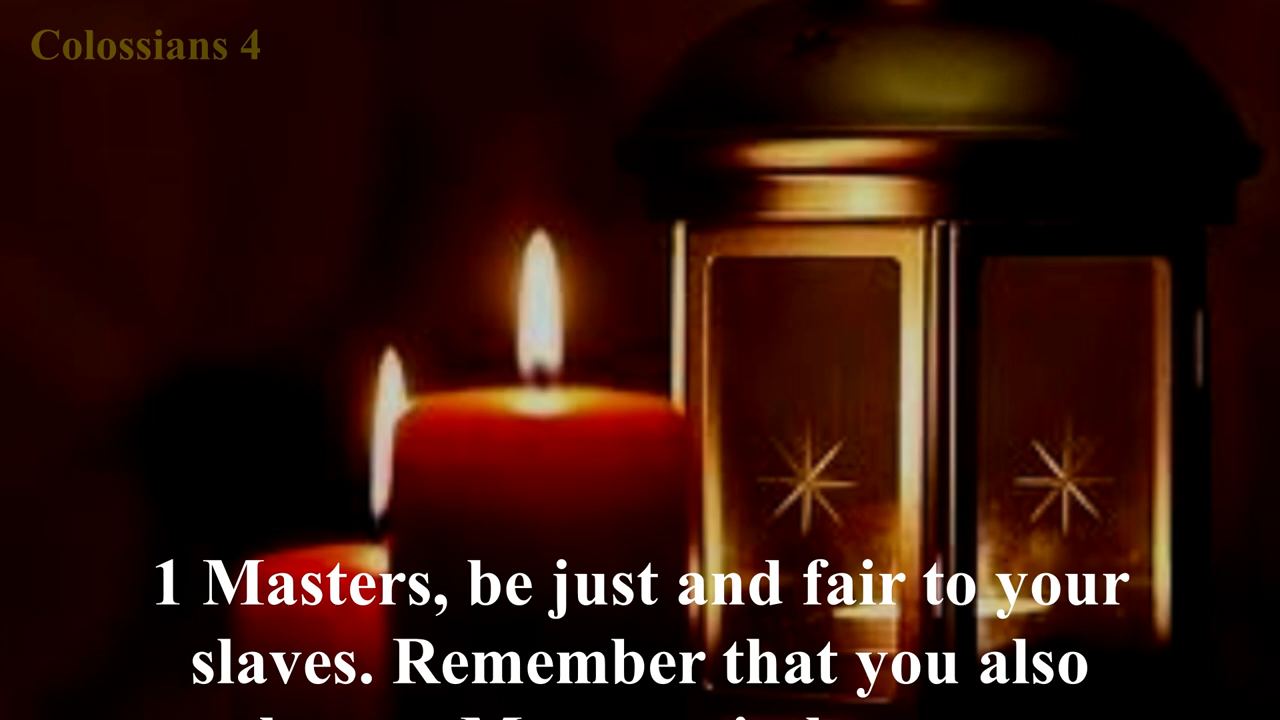 Colossians 4
1 Masters, be just and fair to your
slaves. Remember that you also